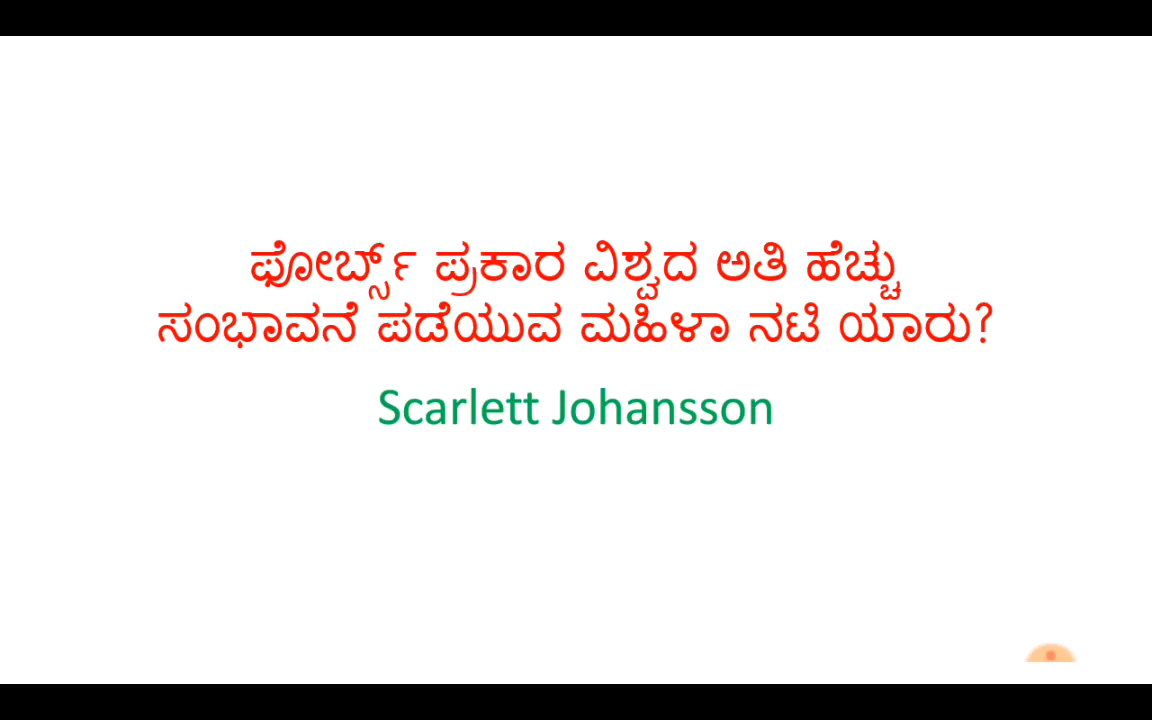 ಫೋರ್ಬ್ಸ್ ಪ್ರಕಾರ ವಿಶ್ವದ ಅತಿ ಹೆಚ್ಚು
ಸಂಭಾವನೆ ಪಡೆಯುವ ಮಹಿಳಾ ನಟಿ ಯಾರು?
Scarlett Johansson